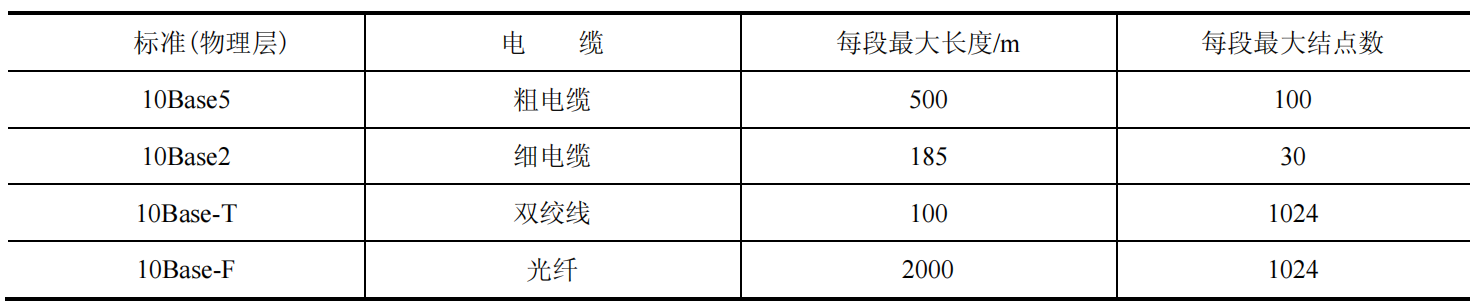 标准(物理层) 电 缆 每段最大长度/m 每段最大结点数
10Base5 粗电缆 500 100
10Base2 细电缆 185 30
10Base-T 双绞线 100 1024
10Base-F 光纤 2000 1024